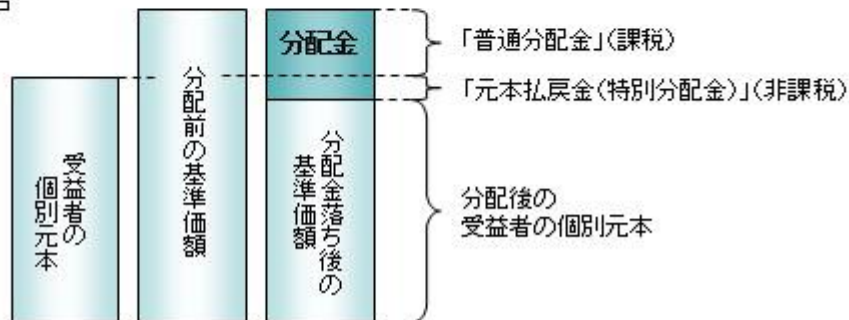 受益者の
個別元本
分配前の基準価額
分配金
分配金落ち後の
基準価額
「普通分配金」(課税)
「元本払戻金(特別分配金)」(非課税)
分配後の
受益者の個別元本